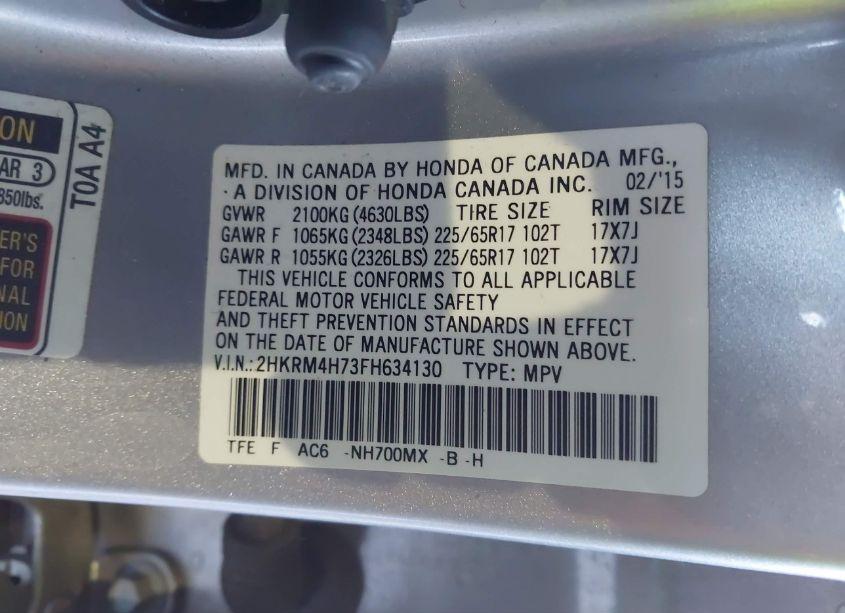 ON
AR 3
850lbs.
ER'S
FOR
NAL
ION
TOA A4
MFD. IN CANADA BY HONDA OF CANADA MFG.,
A DIVISION OF HONDA CANADA INC. 02/'15
GVWR 2100KG (4630LBS) TIRE SIZE RIM SIZE
GAWR F 1065KG (2348LBS) 225/65R17 102T 17X7J
GAWR R 1055KG (2326LBS) 225/65R17 102T 17X7J
THIS VEHICLE CONFORMS TO ALL APPLICABLE
FEDERAL MOTOR VEHICLE SAFETY
AND THEFT PREVENTION STANDARDS IN EFFECT
ON THE DATE OF MANUFACTURE SHOWN ABOVE.
V.I.N.:2HKRM4H73FH634130 TYPE: MPV
TFE F AC6 -NH700MX -B -H